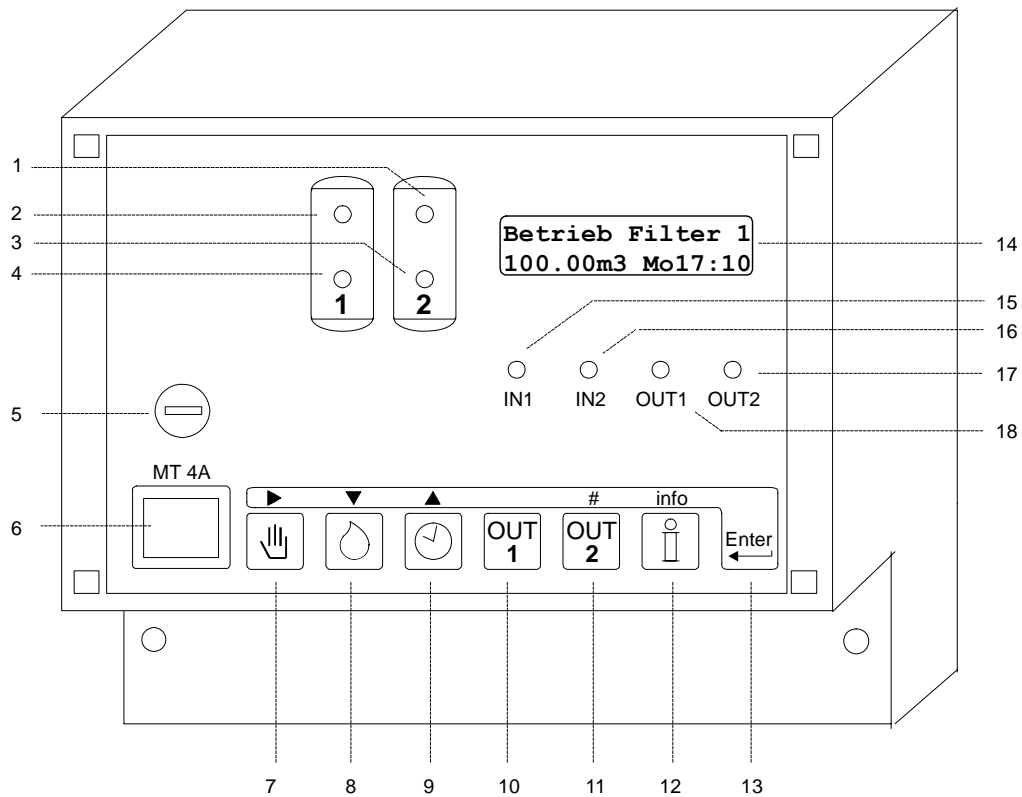 1
2
3
4
1 2
Betrieb Filter 1
100.00m3 Mo17:10
14
15
16
17
18
IN1 IN2 OUT1 OUT2
5
MT 4A
6
▶ ▼ ▲ # info
OUT 1
OUT 2
Enter
7 8 9 10 11 12 13